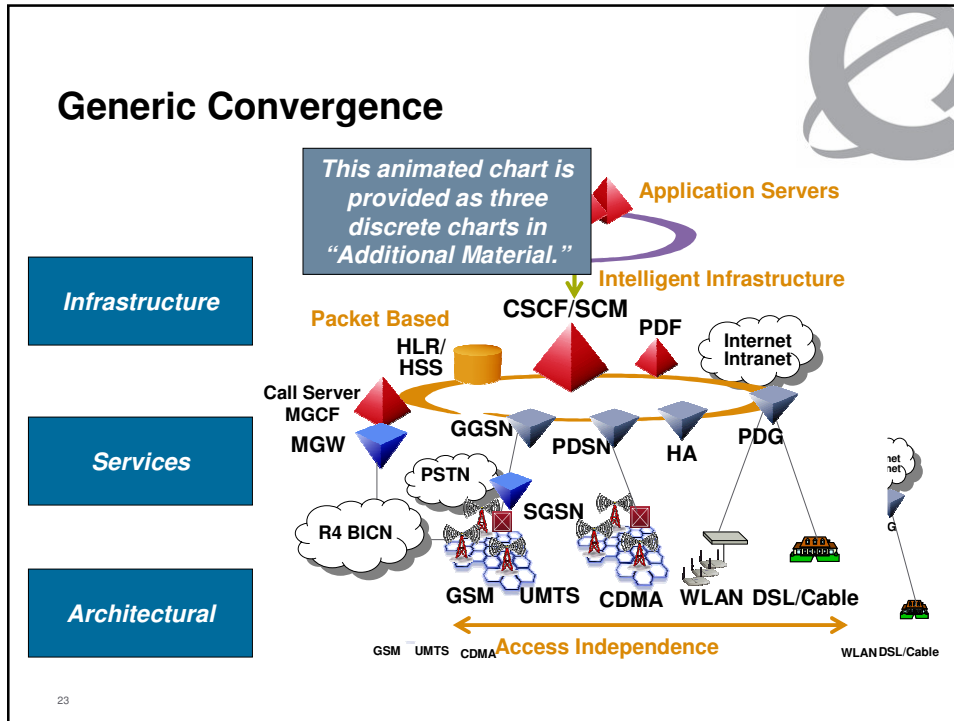 Generic Convergence
This animated chart is
provided as three
discrete charts in
“Additional Material.”
Application Servers
Intelligent Infrastructure
Infrastructure
Services
Architectural
Packet Based
CSCF/SCM
PDF
Internet
Intranet
HLR/
HSS
Call Server
MGCF
MGW
GGSN
PDSN
HA
PDG
PSTN
SGSN
R4 BICN
GSM
UMTS
CDMA
WLAN
DSL/Cable
Access Independence
GSM
UMTS
CDMA
WLAN
DSL/Cable
23